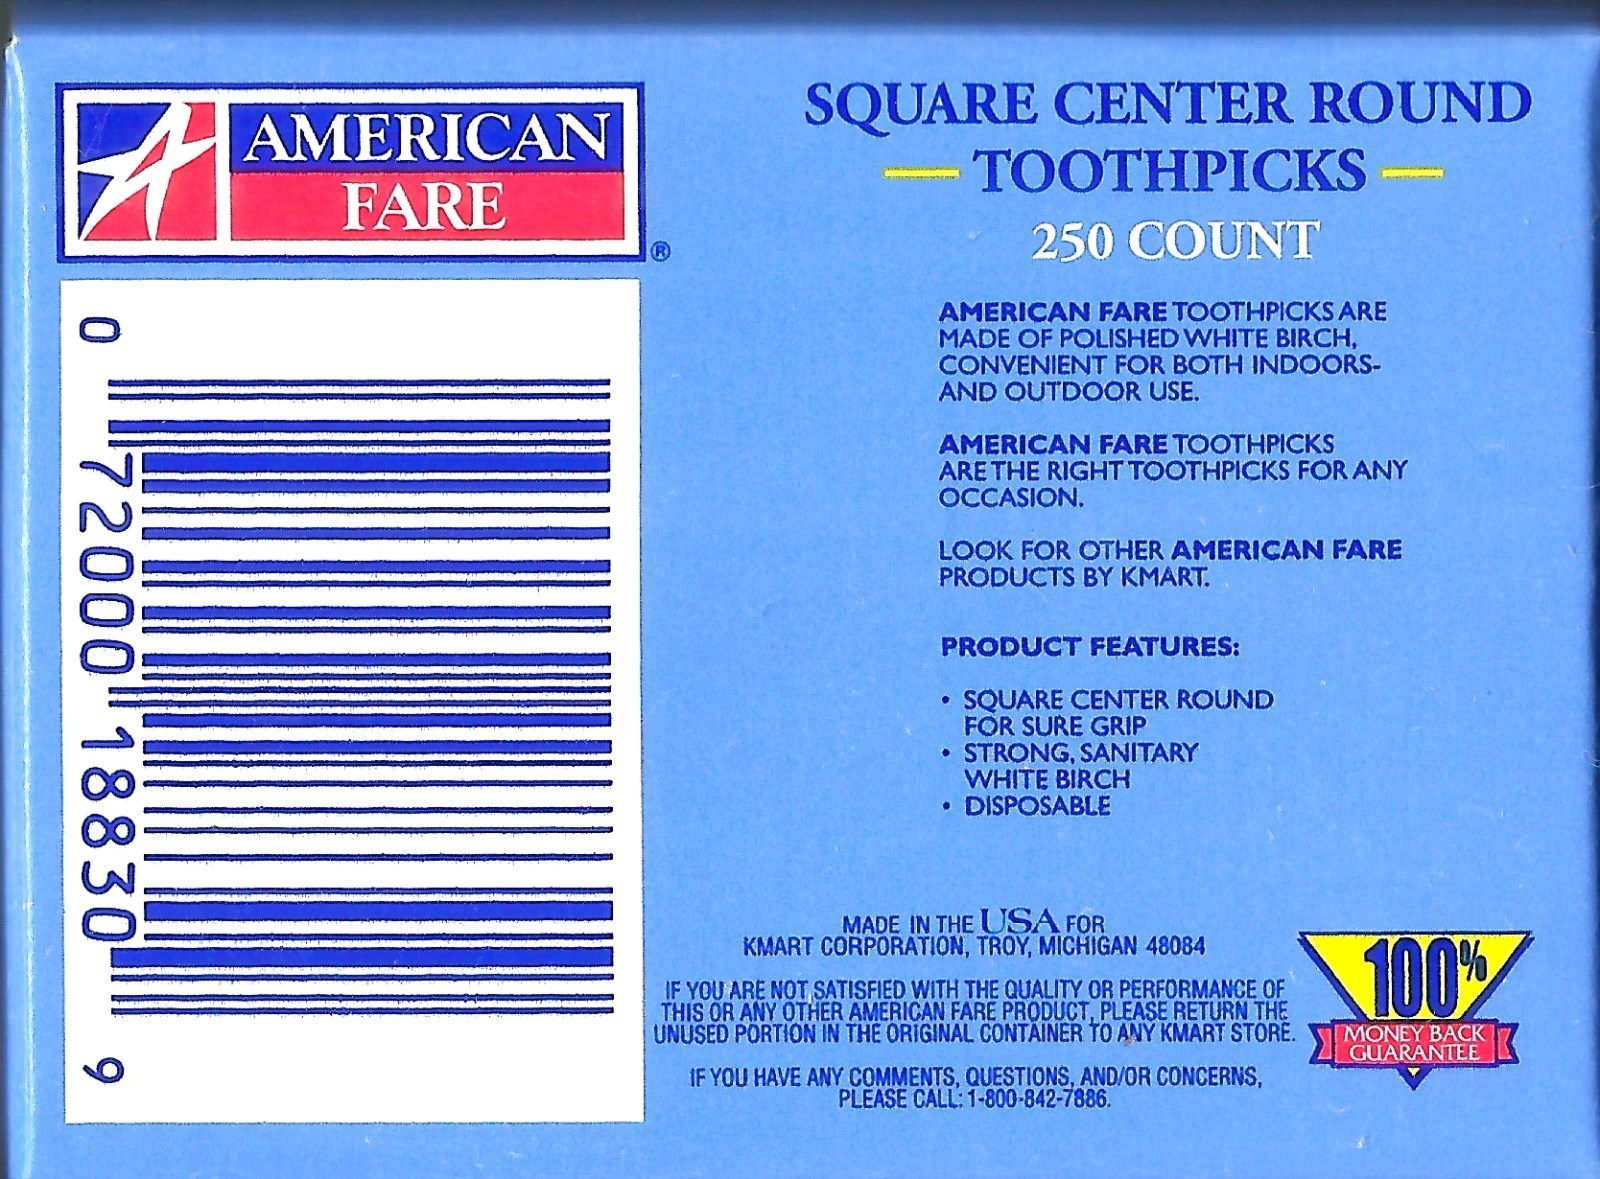 AMERICAN
FARE
®
0 72000 18830 9
SQUARE CENTER ROUND
TOOTHPICKS
250 COUNT
AMERICAN FARE TOOTHPICKS ARE
MADE OF POLISHED WHITE BIRCH,
CONVENIENT FOR BOTH INDOORS-
AND OUTDOOR USE.
AMERICAN FARE TOOTHPICKS
ARE THE RIGHT TOOTHPICKS FOR ANY
OCCASION.
LOOK FOR OTHER AMERICAN FARE
PRODUCTS BY KMART.
PRODUCT FEATURES:
• SQUARE CENTER ROUND
FOR SURE GRIP
• STRONG, SANITARY
WHITE BIRCH
• DISPOSABLE
MADE IN THE USA FOR
KMART CORPORATION, TROY, MICHIGAN 48084
IF YOU ARE NOT SATISFIED WITH THE QUALITY OR PERFORMANCE OF
THIS OR ANY OTHER AMERICAN FARE PRODUCT, PLEASE RETURN THE
UNUSED PORTION IN THE ORIGINAL CONTAINER TO ANY KMART STORE.
IF YOU HAVE ANY COMMENTS, QUESTIONS, AND/OR CONCERNS,
PLEASE CALL: 1-800-842-7886.
100%
MONEY BACK
GUARANTEE